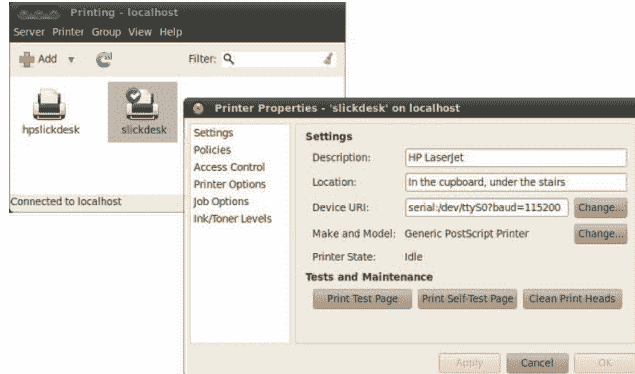 Printing - localhost
Server Printer Group View Help
Add Filter:
hpslickdesk slickdesk
Connected to localhost
Printer Properties - 'slickdesk' on localhost
Settings
Policies
Access Control
Printer Options
Job Options
Ink/Toner Levels
Settings
Description: HP LaserJet
Location: In the cupboard, under the stairs
Device URI: serial:/dev/ttyS0?baud=115200 Change...
Make and Model: Generic PostScript Printer Change...
Printer State: Idle
Tests and Maintenance
Print Test Page Print Self-Test Page Clean Print Heads
Apply Cancel OK